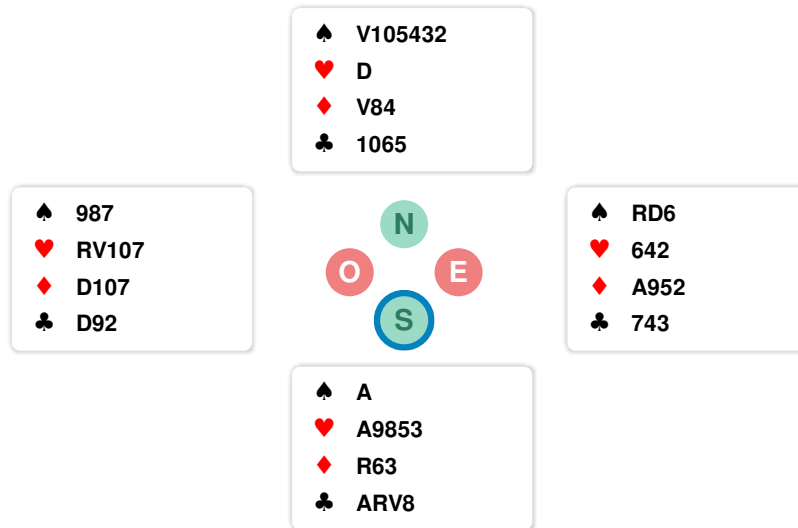 ♠ V105432
♥ D
♦ V84
♣ 1065
♠ 987
♥ RV107
♦ D107
♣ D92
N
O E
S
♠ RD6
♥ 642
♦ A952
♣ 743
♠ A
♥ A9853
♦ R63
♣ ARV8